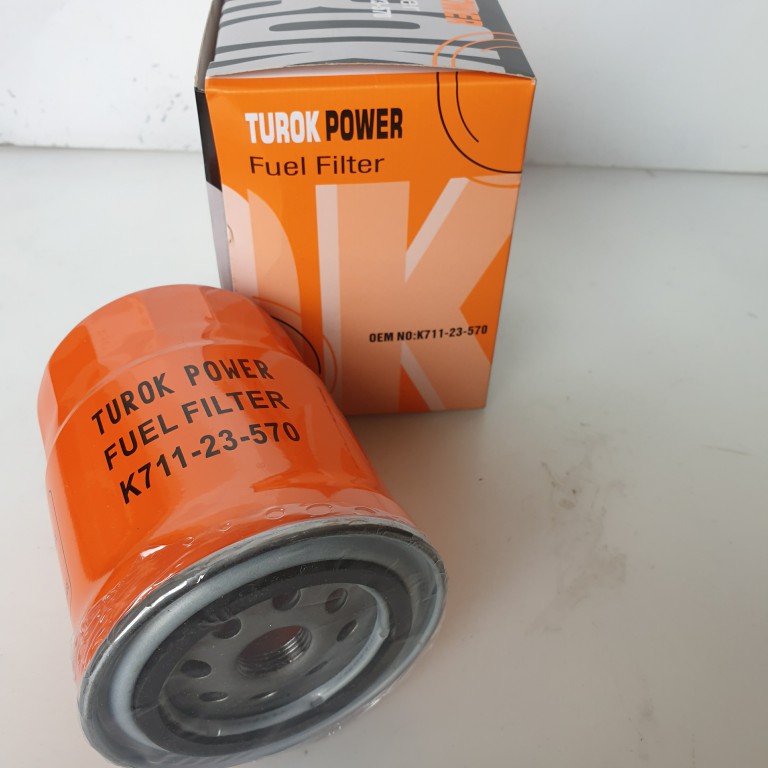 TUROK POWER
Fuel Filter
OEM NO:K711-23-570
TUROK POWER
FUEL FILTER
K711-23-570